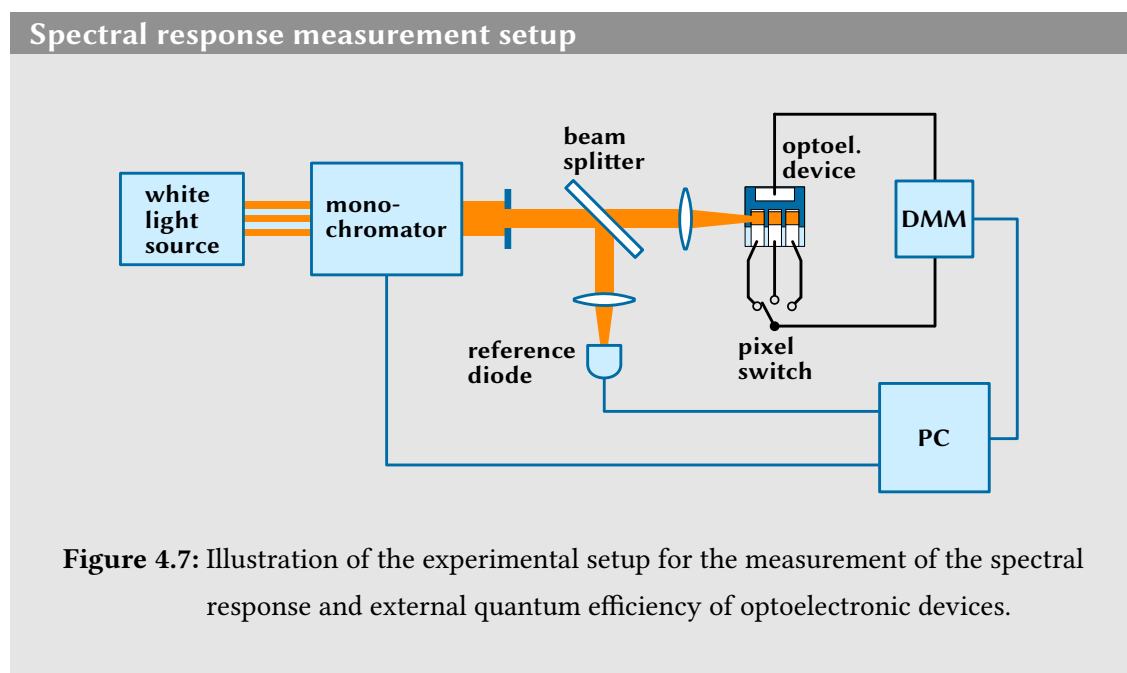 Spectral response measurement setup
beam
splitter
optoel.
device
white
light
source
mono-
chromator
DMM
reference
diode
pixel
switch
PC
Figure 4.7: Illustration of the experimental setup for the measurement of the spectral
response and external quantum efficiency of optoelectronic devices.